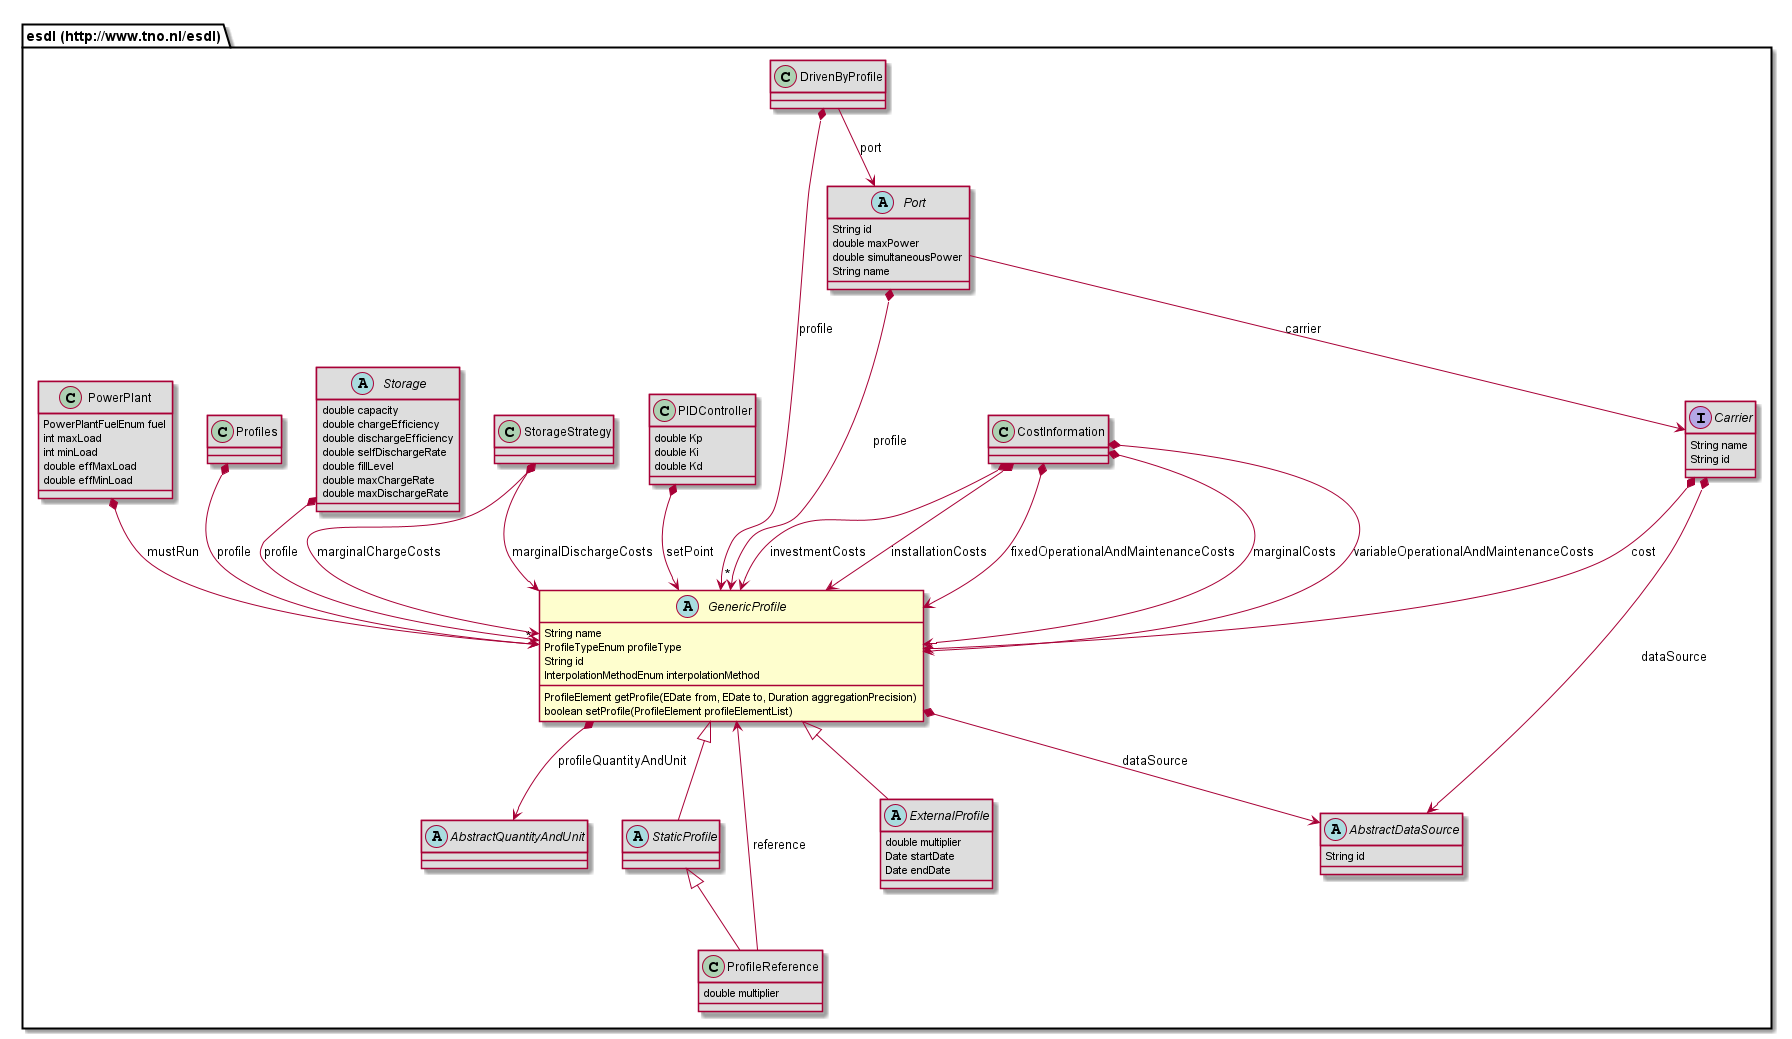 esdl (http://www.tno.nl/esdl)
C DrivenByProfile
port
A Port
String id
double maxPower
double simultaneousPower
String name
profile
carrier
C PowerPlant
PowerPlantFuelEnum fuel
int maxLoad
int minLoad
double effMaxLoad
double effMinLoad
C Profiles
A Storage
double capacity
double chargeEfficiency
double dischargeEfficiency
double selfDischargeRate
double fillLevel
double maxChargeRate
double maxDischargeRate
C StorageStrategy
C PIDController
double Kp
double Ki
double Kd
profile
C CostInformation
I Carrier
String name
String id
mustRun
profile
profile
marginalChargeCosts
marginalDischargeCosts
setPoint
investmentCosts
installationCosts
fixedOperationalAndMaintenanceCosts
marginalCosts
variableOperationalAndMaintenanceCosts
cost
*
*
A GenericProfile
String name
ProfileTypeEnum profileType
String id
InterpolationMethodEnum interpolationMethod
ProfileElement getProfile(EDate from, EDate to, Duration aggregationPrecision)
boolean setProfile(ProfileElement profileElementList)
dataSource
profileQuantityAndUnit
dataSource
A AbstractQuantityAndUnit
A StaticProfile
reference
A ExternalProfile
double multiplier
Date startDate
Date endDate
A AbstractDataSource
String id
C ProfileReference
double multiplier